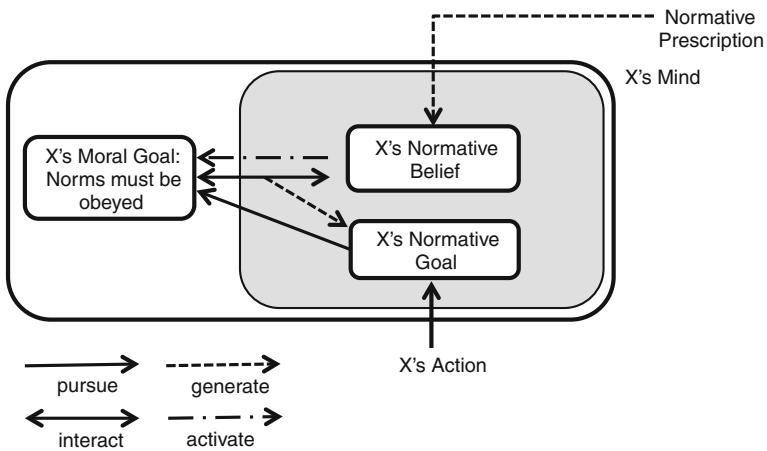 Normative
Prescription
X's Mind
X's Moral Goal:
Norms must be
obeyed
X's Normative
Belief
X's Normative
Goal
X's Action
pursue
generate
interact
activate